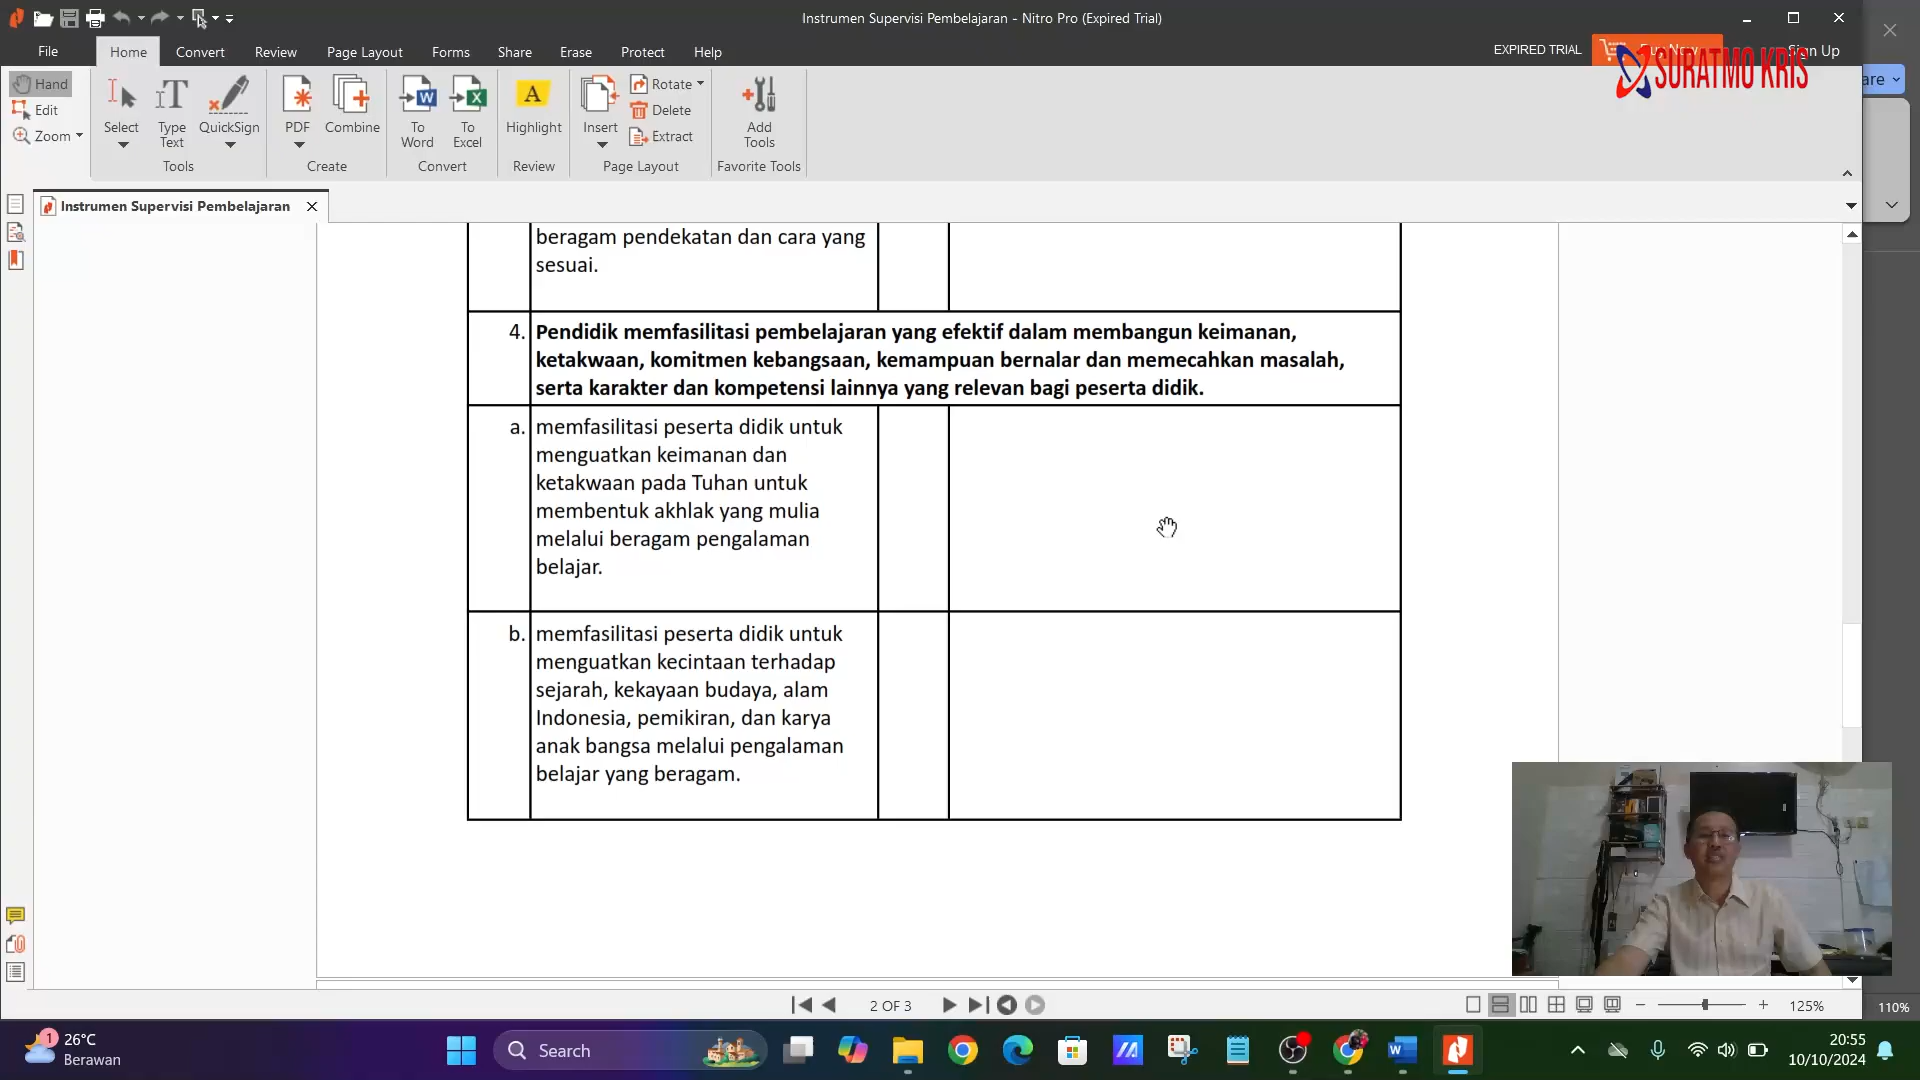 Instrumen Supervisi Pembelajaran - Nitro Pro (Expired Trial)
File
Home
Convert
Review
Page Layout
Forms
Share
Erase
Protect
Help
EXPIRED TRIAL
Sign Up
SURATMO KRIS
Hand
Edit
Zoom
Select
Type
Text
QuickSign
Tools
PDF
Combine
Create
To
Word
To
Excel
Convert
Highlight
Review
Insert
Rotate
Delete
Extract
Page Layout
Add
Tools
Favorite Tools
Instrumen Supervisi Pembelajaran
beragam pendekatan dan cara yang
sesuai.
4. Pendidik memfasilitasi pembelajaran yang efektif dalam membangun keimanan,
ketakwaan, komitmen kebangsaan, kemampuan bernalar dan memecahkan masalah,
serta karakter dan kompetensi lainnya yang relevan bagi peserta didik.
a. memfasilitasi peserta didik untuk
menguatkan keimanan dan
ketakwaan pada Tuhan untuk
membentuk akhlak yang mulia
melalui beragam pengalaman
belajar.
b. memfasilitasi peserta didik untuk
menguatkan kecintaan terhadap
sejarah, kekayaan budaya, alam
Indonesia, pemikiran, dan karya
anak bangsa melalui pengalaman
belajar yang beragam.
2 OF 3
125%
110%
1
26°C
Berawan
Search
20:55
10/10/2024